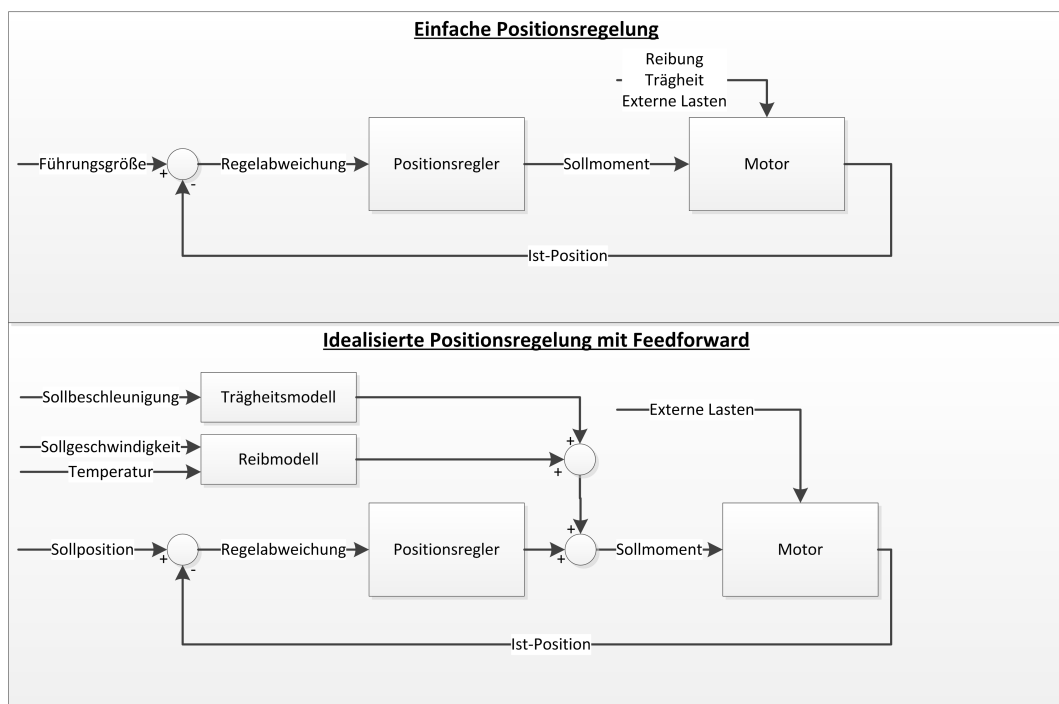 Einfache Positionsregelung
Reibung
Trägheit
Externe Lasten
Führungsgröße
+
-
Regelabweichung
Positionsregler
Sollmoment
Motor
Ist-Position
Idealisierte Positionsregelung mit Feedforward
Sollbeschleunigung
Trägheitsmodell
Externe Lasten
+
Sollgeschwindigkeit
Temperatur
Reibmodell
+
Sollposition
+
-
Regelabweichung
Positionsregler
+
+
Sollmoment
Motor
Ist-Position